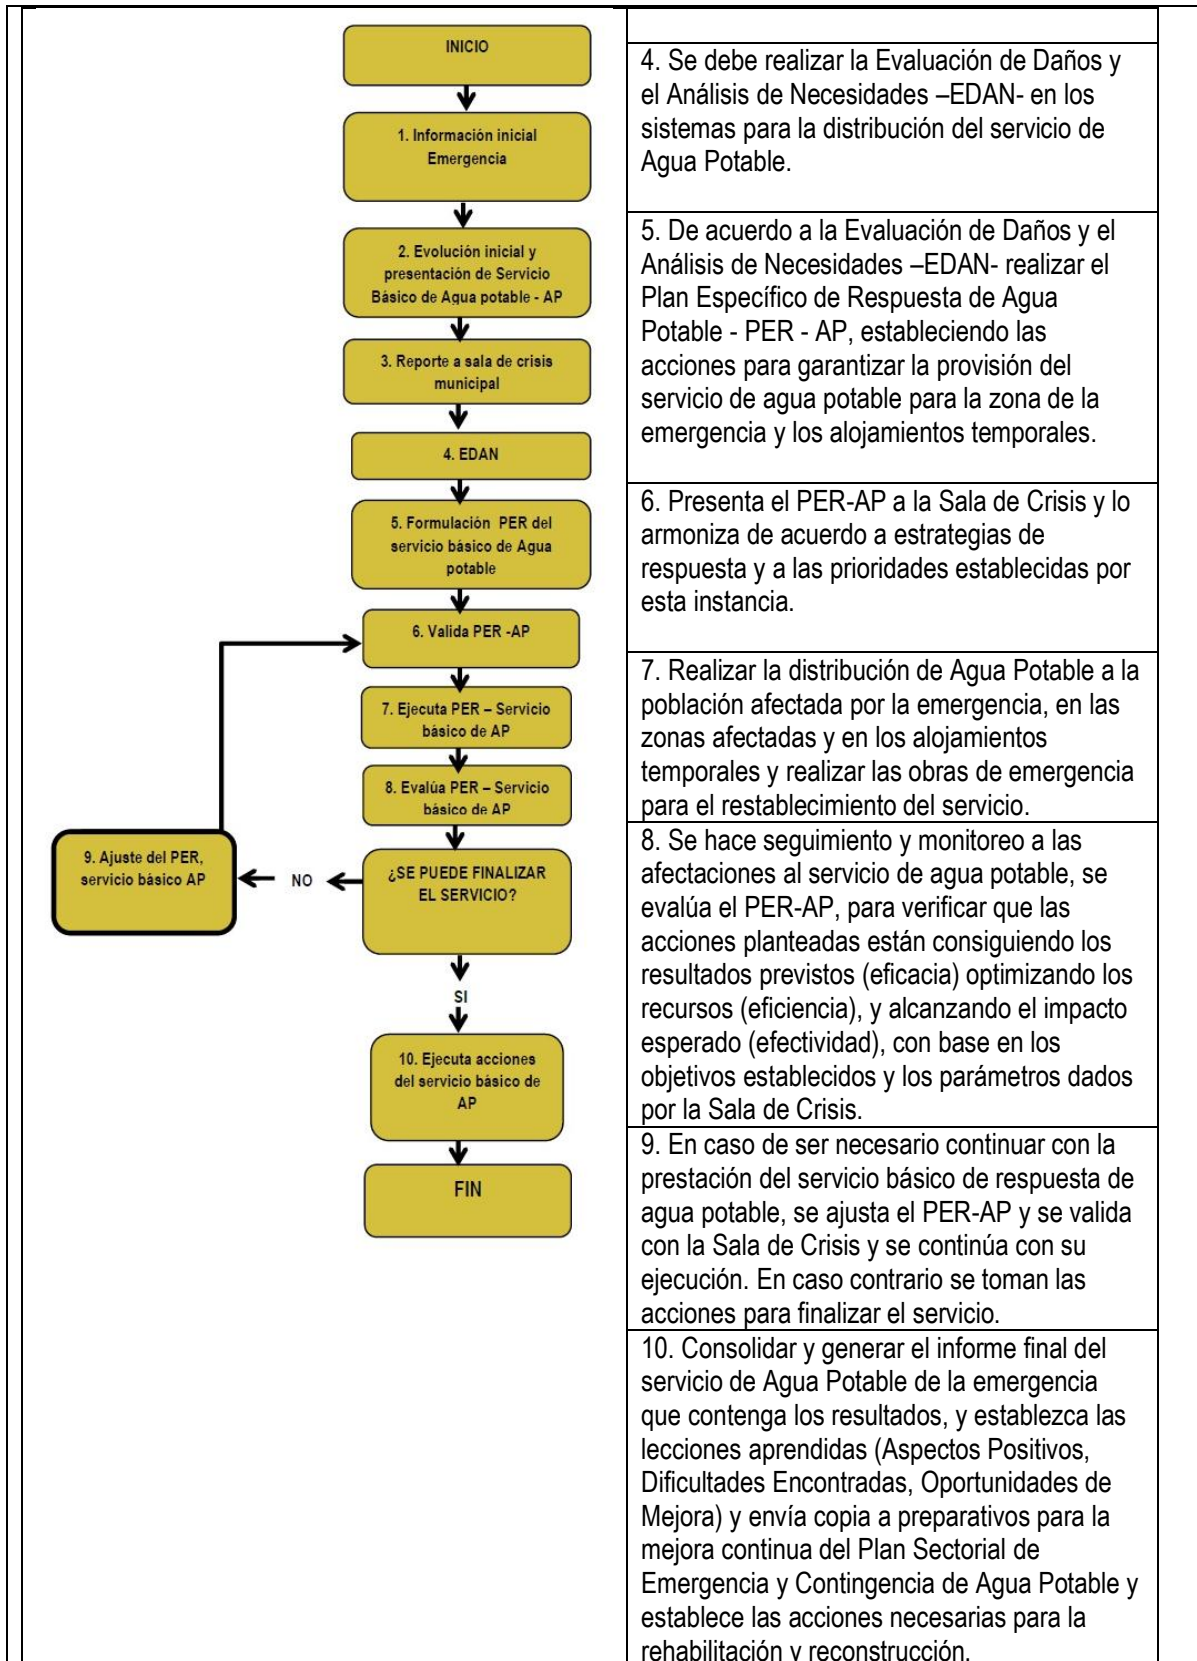 INICIO
1. Información inicial
Emergencia
2. Evolución inicial y
presentación de Servicio
Básico de Agua potable - AP
3. Reporte a sala de crisis
municipal
4. EDAN
5. Formulación PER del
servicio básico de Agua
potable
6. Valida PER -AP
7. Ejecuta PER – Servicio
básico de AP
8. Evalúa PER – Servicio
básico de AP
9. Ajuste del PER,
servicio básico AP
NO
¿SE PUEDE FINALIZAR
EL SERVICIO?
SI
10. Ejecuta acciones
del servicio básico de
AP
FIN
4. Se debe realizar la Evaluación de Daños y
el Análisis de Necesidades –EDAN- en los
sistemas para la distribución del servicio de
Agua Potable.
5. De acuerdo a la Evaluación de Daños y el
Análisis de Necesidades –EDAN- realizar el
Plan Específico de Respuesta de Agua
Potable - PER - AP, estableciendo las
acciones para garantizar la provisión del
servicio de agua potable para la zona de la
emergencia y los alojamientos temporales.
6. Presenta el PER-AP a la Sala de Crisis y lo
armoniza de acuerdo a estrategias de
respuesta y a las prioridades establecidas por
esta instancia.
7. Realizar la distribución de Agua Potable a la
población afectada por la emergencia, en las
zonas afectadas y en los alojamientos
temporales y realizar las obras de emergencia
para el restablecimiento del servicio.
8. Se hace seguimiento y monitoreo a las
afectaciones al servicio de agua potable, se
evalúa el PER-AP, para verificar que las
acciones planteadas están consiguiendo los
resultados previstos (eficacia) optimizando los
recursos (eficiencia), y alcanzando el impacto
esperado (efectividad), con base en los
objetivos establecidos y los parámetros dados
por la Sala de Crisis.
9. En caso de ser necesario continuar con la
prestación del servicio básico de respuesta de
agua potable, se ajusta el PER-AP y se valida
con la Sala de Crisis y se continúa con su
ejecución. En caso contrario se toman las
acciones para finalizar el servicio.
10. Consolidar y generar el informe final del
servicio de Agua Potable de la emergencia
que contenga los resultados, y establezca las
lecciones aprendidas (Aspectos Positivos,
Dificultades Encontradas, Oportunidades de
Mejora) y envía copia a preparativos para la
mejora continua del Plan Sectorial de
Emergencia y Contingencia de Agua Potable y
establece las acciones necesarias para la
rehabilitación y reconstrucción.